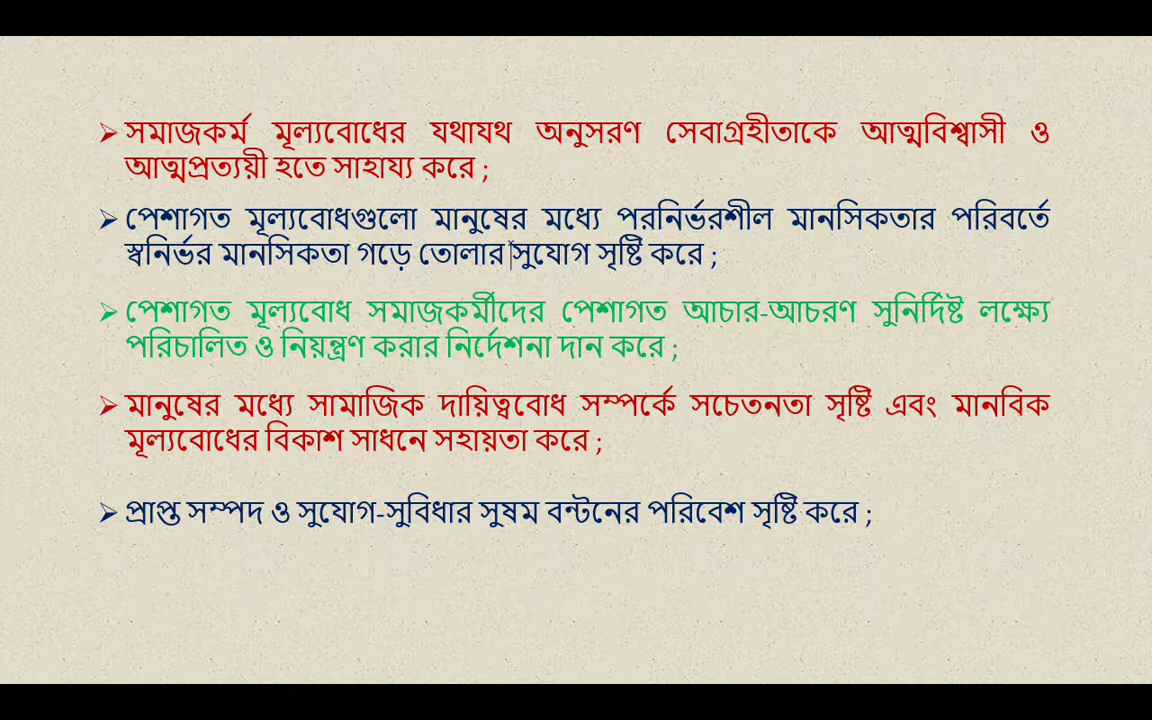 ➢ সমাজকর্ম মূল্যবোধের যথাযথ অনুসরণ সেবাগ্রহীতাকে আত্মবিশ্বাসী ও
আত্মপ্রত্যয়ী হতে সাহায্য করে ;
➢ পেশাগত মূল্যবোধগুলো মানুষের মধ্যে পরনির্ভরশীল মানসিকতার পরিবর্তে
স্বনির্ভর মানসিকতা গড়ে তোলার সুযোগ সৃষ্টি করে ;
➢ পেশাগত মূল্যবোধ সমাজকর্মীদের পেশাগত আচার-আচরণ সুনির্দিষ্ট লক্ষ্যে
পরিচালিত ও নিয়ন্ত্রণ করার নির্দেশনা দান করে ;
➢ মানুষের মধ্যে সামাজিক দায়িত্ববোধ সম্পর্কে সচেতনতা সৃষ্টি এবং মানবিক
মূল্যবোধের বিকাশ সাধনে সহায়তা করে ;
➢ প্রাপ্ত সম্পদ ও সুযোগ-সুবিধার সুষম বন্টনের পরিবেশ সৃষ্টি করে ;